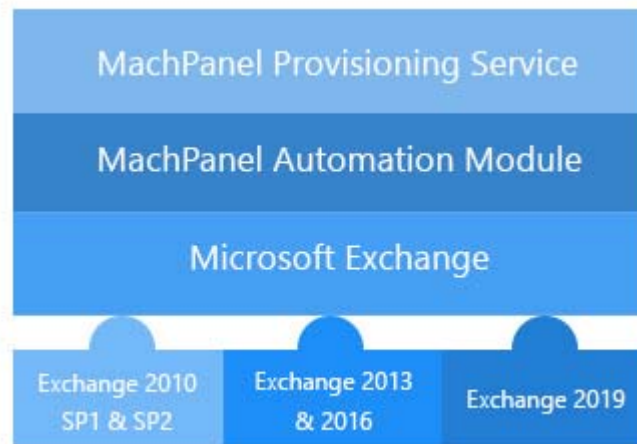 MachPanel Provisioning Service
MachPanel Automation Module
Microsoft Exchange
Exchange 2010
SP1 & SP2
Exchange 2013
& 2016
Exchange 2019